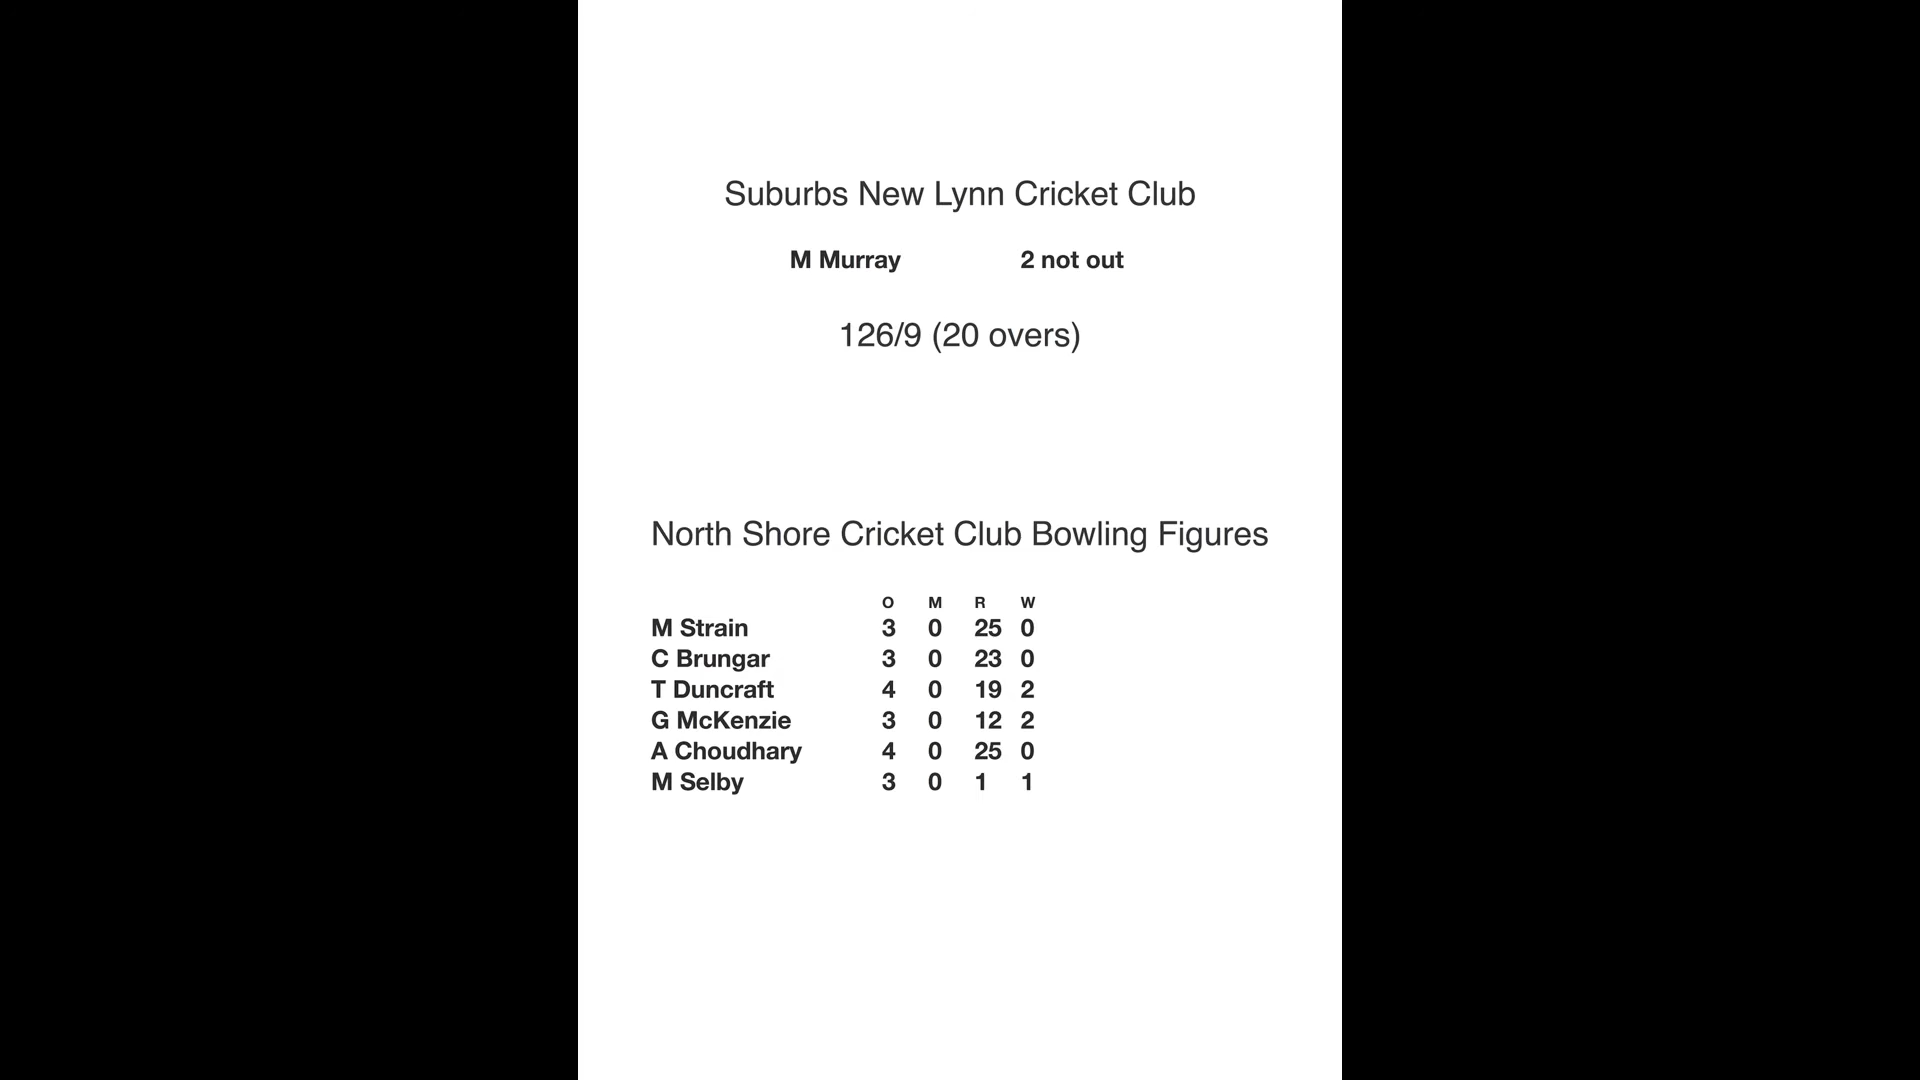 Suburbs New Lynn Cricket Club
M Murray 2 not out
126/9 (20 overs)
North Shore Cricket Club Bowling Figures
O M R W
M Strain 3 0 25 0
C Brungar 3 0 23 0
T Duncraft 4 0 19 2
G McKenzie 3 0 12 2
A Choudhary 4 0 25 0
M Selby 3 0 1 1